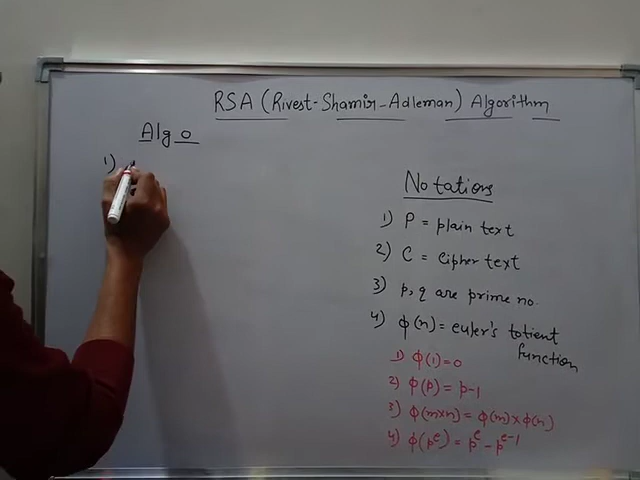 RSA (Rivest-Shamir-Adleman) Algorithm
Algo
1)
Notations
1) P = plain text
2) C = Cipher text
3) p, q are prime no.
4) ϕ(n) = euler's totient
function
1) ϕ(1) = 0
2) ϕ(p) = p-1
3) ϕ(m×n) = ϕ(m) × ϕ(n)
4) ϕ(p^e) = p^e - p^e-1